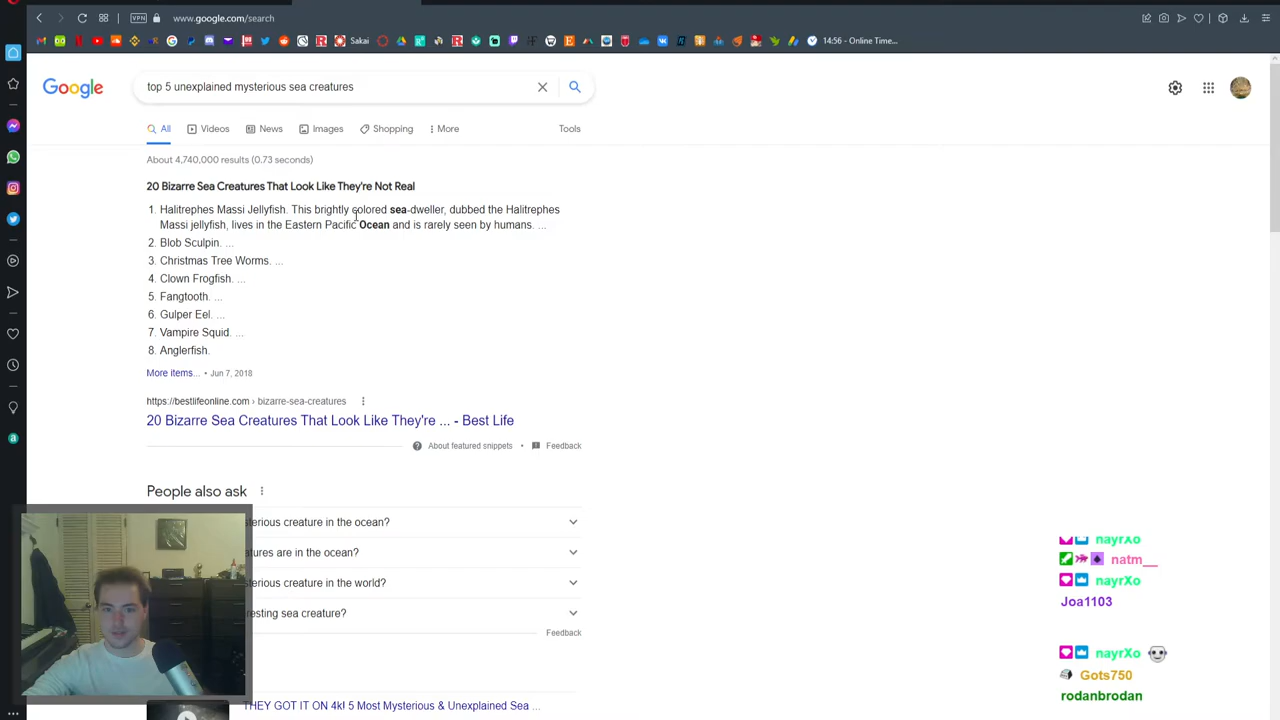 VPN
www.google.com/search
Sakai
14:56 - Online Time...
Google
top 5 unexplained mysterious sea creatures
All
Videos
News
Images
Shopping
More
Tools
About 4,740,000 results (0.73 seconds)
20 Bizarre Sea Creatures That Look Like They're Not Real
1. Halitrephes Massi Jellyfish. This brightly colored sea-dweller, dubbed the Halitrephes
Massi jellyfish, lives in the Eastern Pacific Ocean and is rarely seen by humans. ...
2. Blob Sculpin. ...
3. Christmas Tree Worms. ...
4. Clown Frogfish. ...
5. Fangtooth. ...
6. Gulper Eel. ...
7. Vampire Squid. ...
8. Anglerfish.
More items... • Jun 7, 2018
https://bestlifeonline.com › bizarre-sea-creatures
20 Bizarre Sea Creatures That Look Like They're ... - Best Life
About featured snippets • Feedback
People also ask
terious creature in the ocean?
atures are in the ocean?
terious creature in the world?
resting sea creature?
Feedback
THEY GOT IT ON 4k! 5 Most Mysterious & Unexplained Sea ...
nayrXo
natm__
nayrXo
Joa1103
nayrXo
Gots750
rodanbrodan